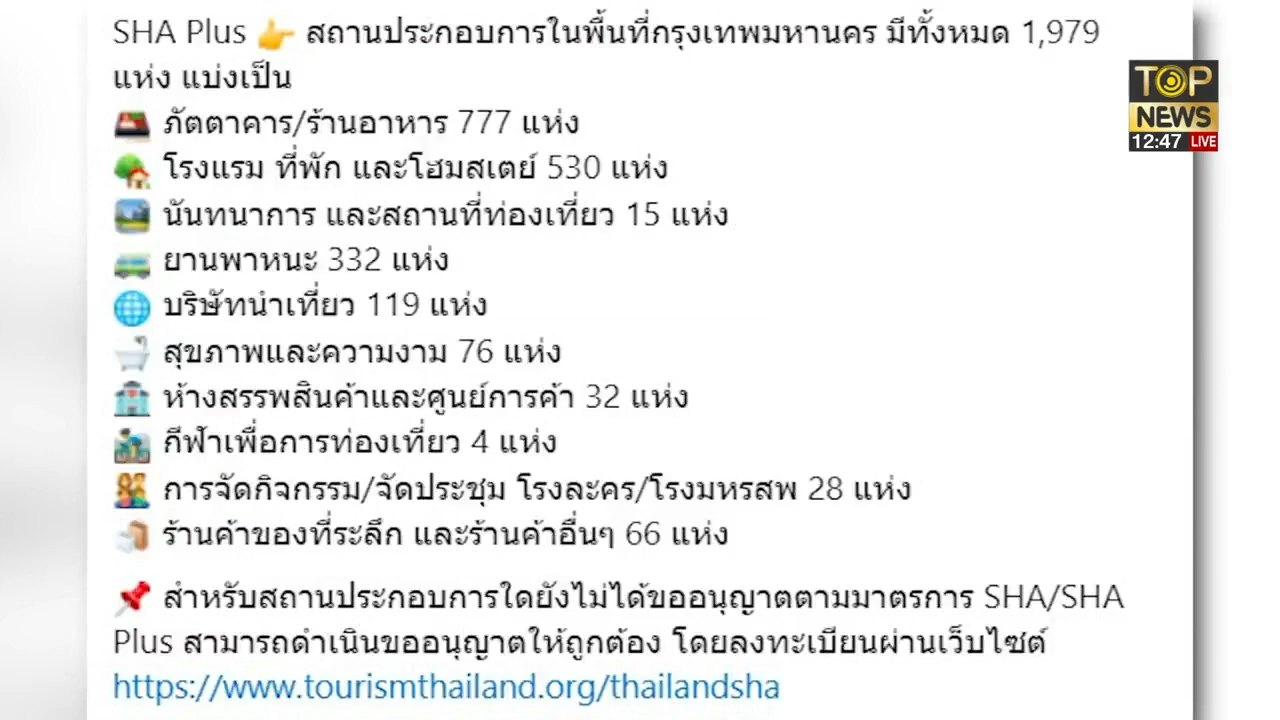 SHA Plus 👉 สถานประกอบการในพื้นที่กรุงเทพมหานคร มีทั้งหมด 1,979
แห่ง แบ่งเป็น
ภัตตาคาร/ร้านอาหาร 777 แห่ง
โรงแรม ที่พัก และโฮมสเตย์ 530 แห่ง
นันทนาการ และสถานที่ท่องเที่ยว 15 แห่ง
ยานพาหนะ 332 แห่ง
บริษัทนำเที่ยว 119 แห่ง
สุขภาพและความงาม 76 แห่ง
ห้างสรรพสินค้าและศูนย์การค้า 32 แห่ง
กีฬาเพื่อการท่องเที่ยว 4 แห่ง
การจัดกิจกรรม/จัดประชุม โรงละคร/โรงมหรสพ 28 แห่ง
ร้านค้าของที่ระลึก และร้านค้าอื่นๆ 66 แห่ง
📌 สำหรับสถานประกอบการใดยังไม่ได้ขออนุญาตตามมาตรการ SHA/SHA
Plus สามารถดำเนินขออนุญาตให้ถูกต้อง โดยลงทะเบียนผ่านเว็บไซต์
https://www.tourismthailand.org/thailandsha
TOP
NEWS
12:47 LIVE